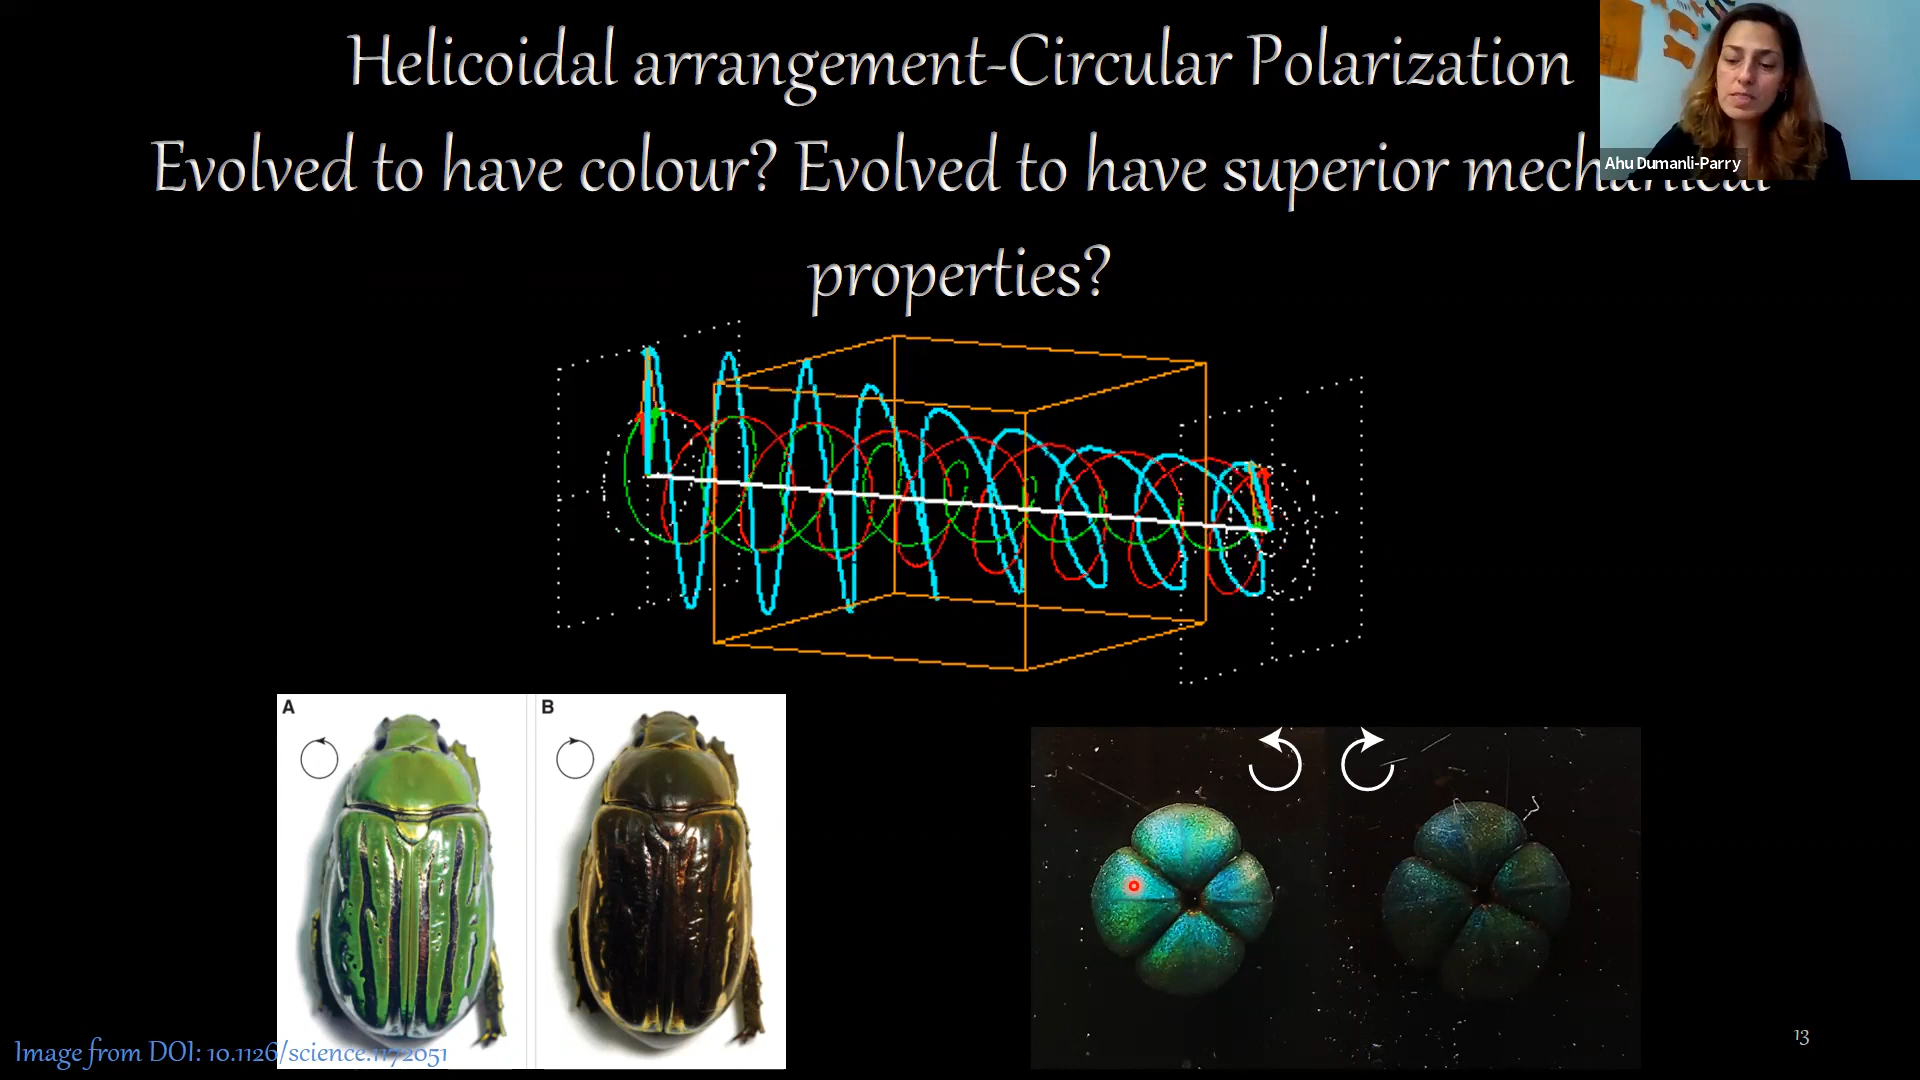 Helicoidal arrangement-Circular Polarization
Evolved to have colour? Evolved to have superior mechanical
properties?
Ahu Dumanli-Parry
A
B
Image from DOI: 10.1126/science.1172051
13